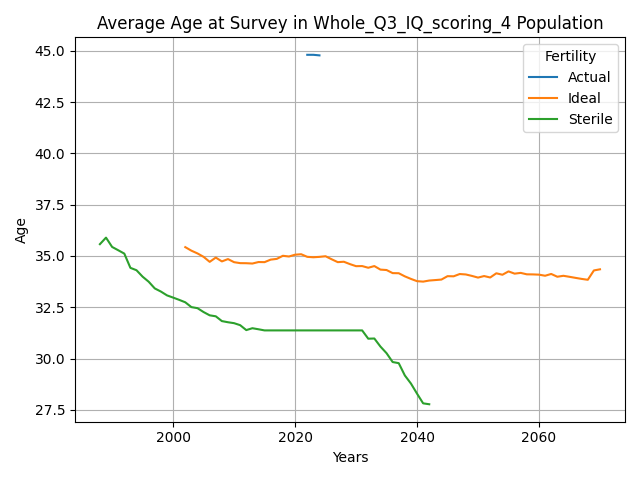 Average Age at Survey in Whole_Q3_IQ_scoring_4 Population
45.0
42.5
40.0
37.5
35.0
32.5
30.0
27.5
Age
Fertility
Actual
Ideal
Sterile
2000
2020
2040
2060
Years